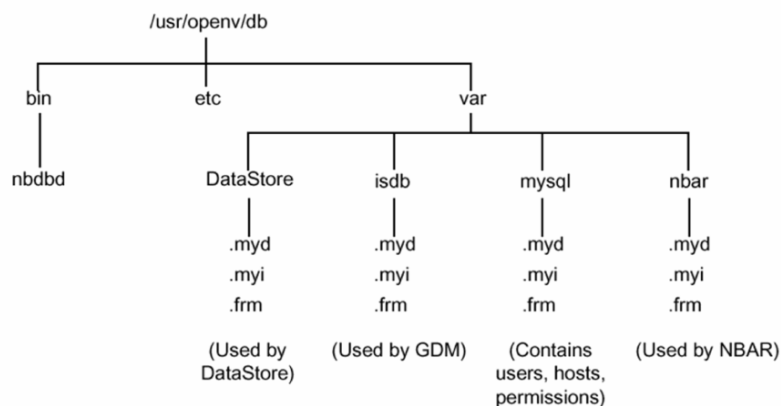 /usr/openv/db
bin etc var
nbdbd DataStore isdb mysql nbar
.myd .myd .myd .myd
.myi .myi .myi .myi
.frm .frm .frm .frm
(Used by (Used by GDM) (Contains (Used by NBAR)
DataStore) users, hosts,
permissions)